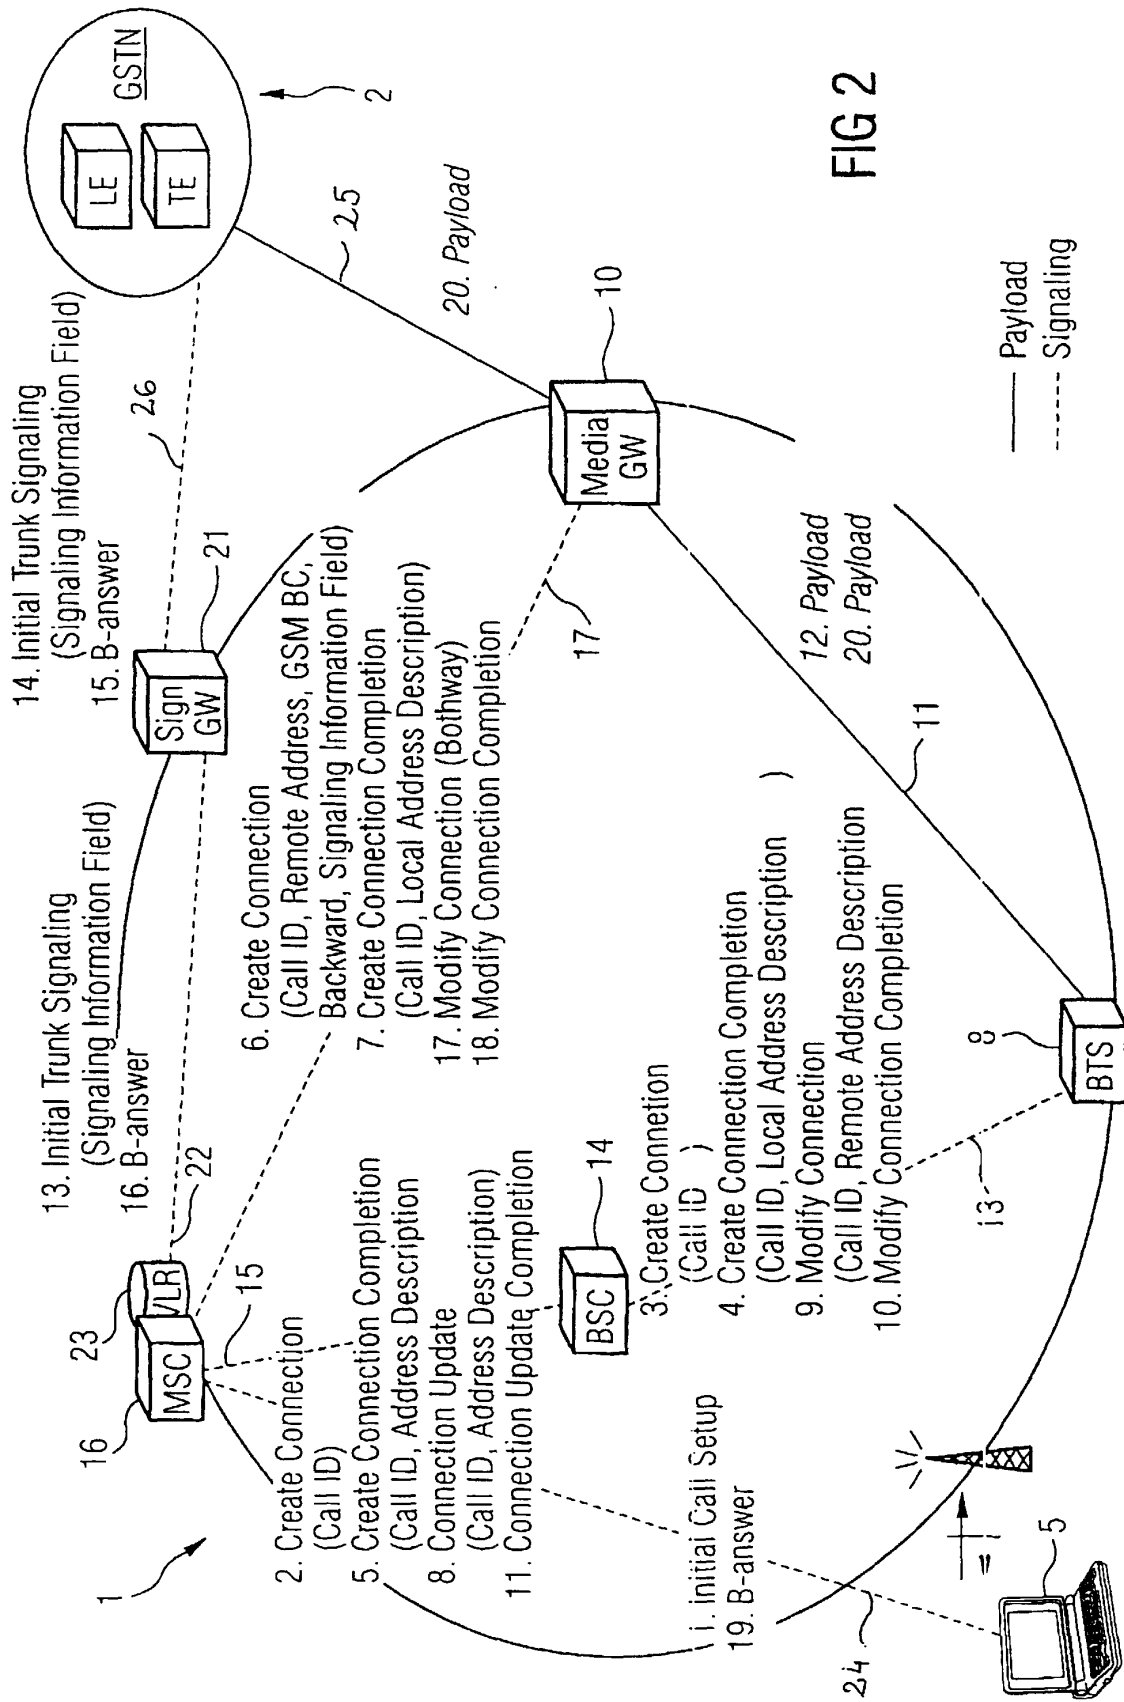 14. Initial Trunk Signaling
(Signaling Information Field)
15. B-answer
26
LE
TE
GSTN
2
13. Initial Trunk Signaling
(Signaling Information Field)
16. B-answer
22
Sign
GW
21
25
20. Payload
23
VLR
MSC
16
1
15
6. Create Connection
(Call ID, Remote Address, GSM BC,
Backward, Signaling Information Field)
7. Create Connection Completion
(Call ID, Local Address Description)
17. Modify Connection (Bothway)
18. Modify Connection Completion
17
Media
GW
10
2. Create Connection
(Call ID)
5. Create Connection Completion
(Call ID, Address Description)
8. Connection Update
(Call ID, Address Description)
11. Connection Update Completion
BSC
14
3. Create Connetion
(Call ID )
4. Create Connection Completion
(Call ID, Local Address Description )
9. Modify Connection
(Call ID, Remote Address Description
10. Modify Connection Completion
13
12. Payload
20. Payload
11
1. Initial Call Setup
19. B-answer
24
5
BTS
8
Payload
Signaling
FIG 2